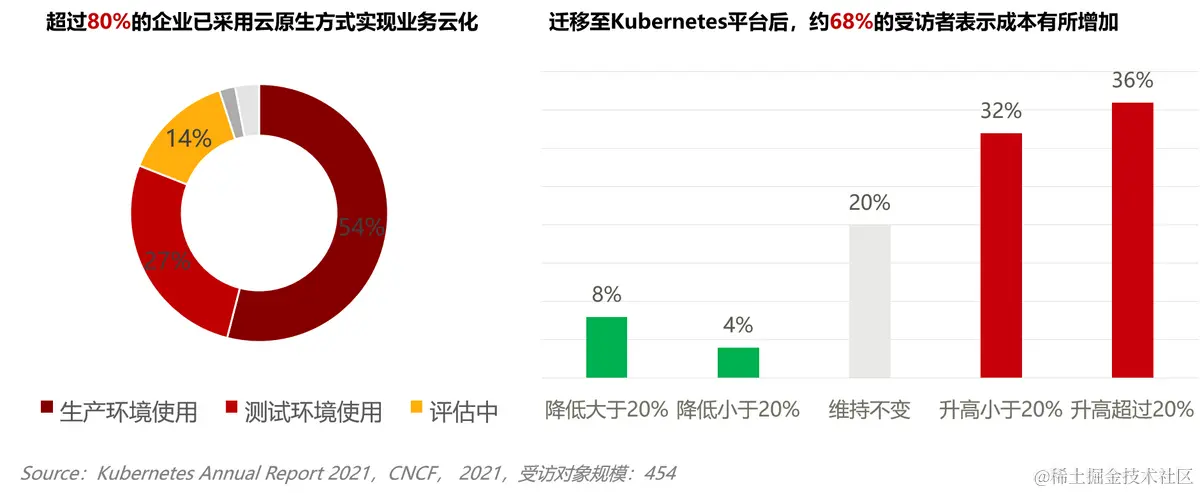 超过80%的企业已采用云原生方式实现业务云化
54%
27%
14%
生产环境使用
测试环境使用
评估中
迁移至Kubernetes平台后，约68%的受访者表示成本有所增加
8%
4%
20%
32%
36%
降低大于20%
降低小于20%
维持不变
升高小于20%
升高超过20%
Source：Kubernetes Annual Report 2021，CNCF， 2021，受访对象规模：454
@稀土掘金技术社区